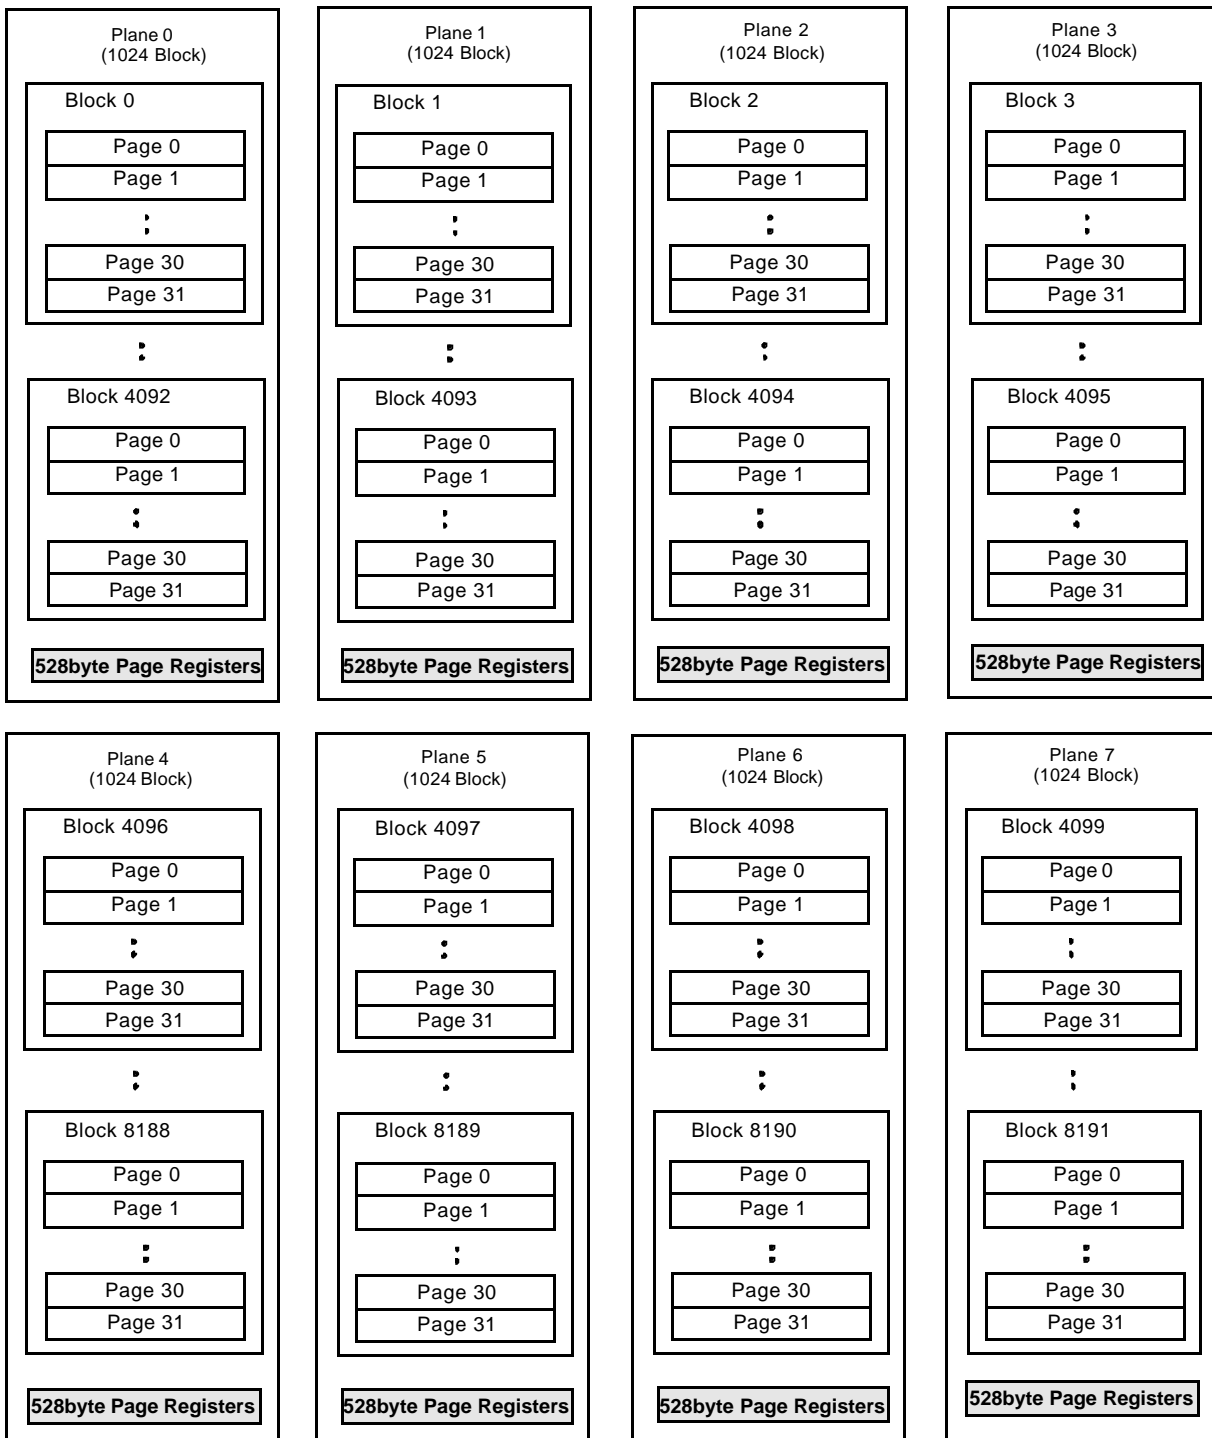 Plane 0
(1024 Block)
Block 0
Page 0
Page 1
Page 30
Page 31
Block 4092
Page 0
Page 1
Page 30
Page 31
528byte Page Registers
Plane 1
(1024 Block)
Block 1
Page 0
Page 1
Page 30
Page 31
Block 4093
Page 0
Page 1
Page 30
Page 31
528byte Page Registers
Plane 2
(1024 Block)
Block 2
Page 0
Page 1
Page 30
Page 31
Block 4094
Page 0
Page 1
Page 30
Page 31
528byte Page Registers
Plane 3
(1024 Block)
Block 3
Page 0
Page 1
Page 30
Page 31
Block 4095
Page 0
Page 1
Page 30
Page 31
528byte Page Registers
Plane 4
(1024 Block)
Block 4096
Page 0
Page 1
Page 30
Page 31
Block 8188
Page 0
Page 1
Page 30
Page 31
528byte Page Registers
Plane 5
(1024 Block)
Block 4097
Page 0
Page 1
Page 30
Page 31
Block 8189
Page 0
Page 1
Page 30
Page 31
528byte Page Registers
Plane 6
(1024 Block)
Block 4098
Page 0
Page 1
Page 30
Page 31
Block 8190
Page 0
Page 1
Page 30
Page 31
528byte Page Registers
Plane 7
(1024 Block)
Block 4099
Page 0
Page 1
Page 30
Page 31
Block 8191
Page 0
Page 1
Page 30
Page 31
528byte Page Registers